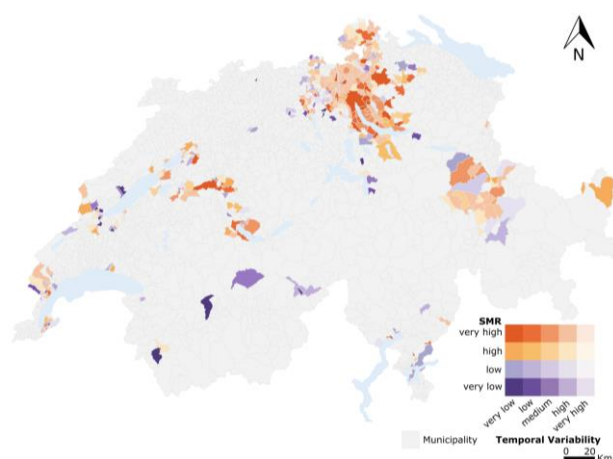 N
SMR
very high
high
low
very low
very low
low
medium
high
very high
Municipality
Temporal Variability
0 20
Km